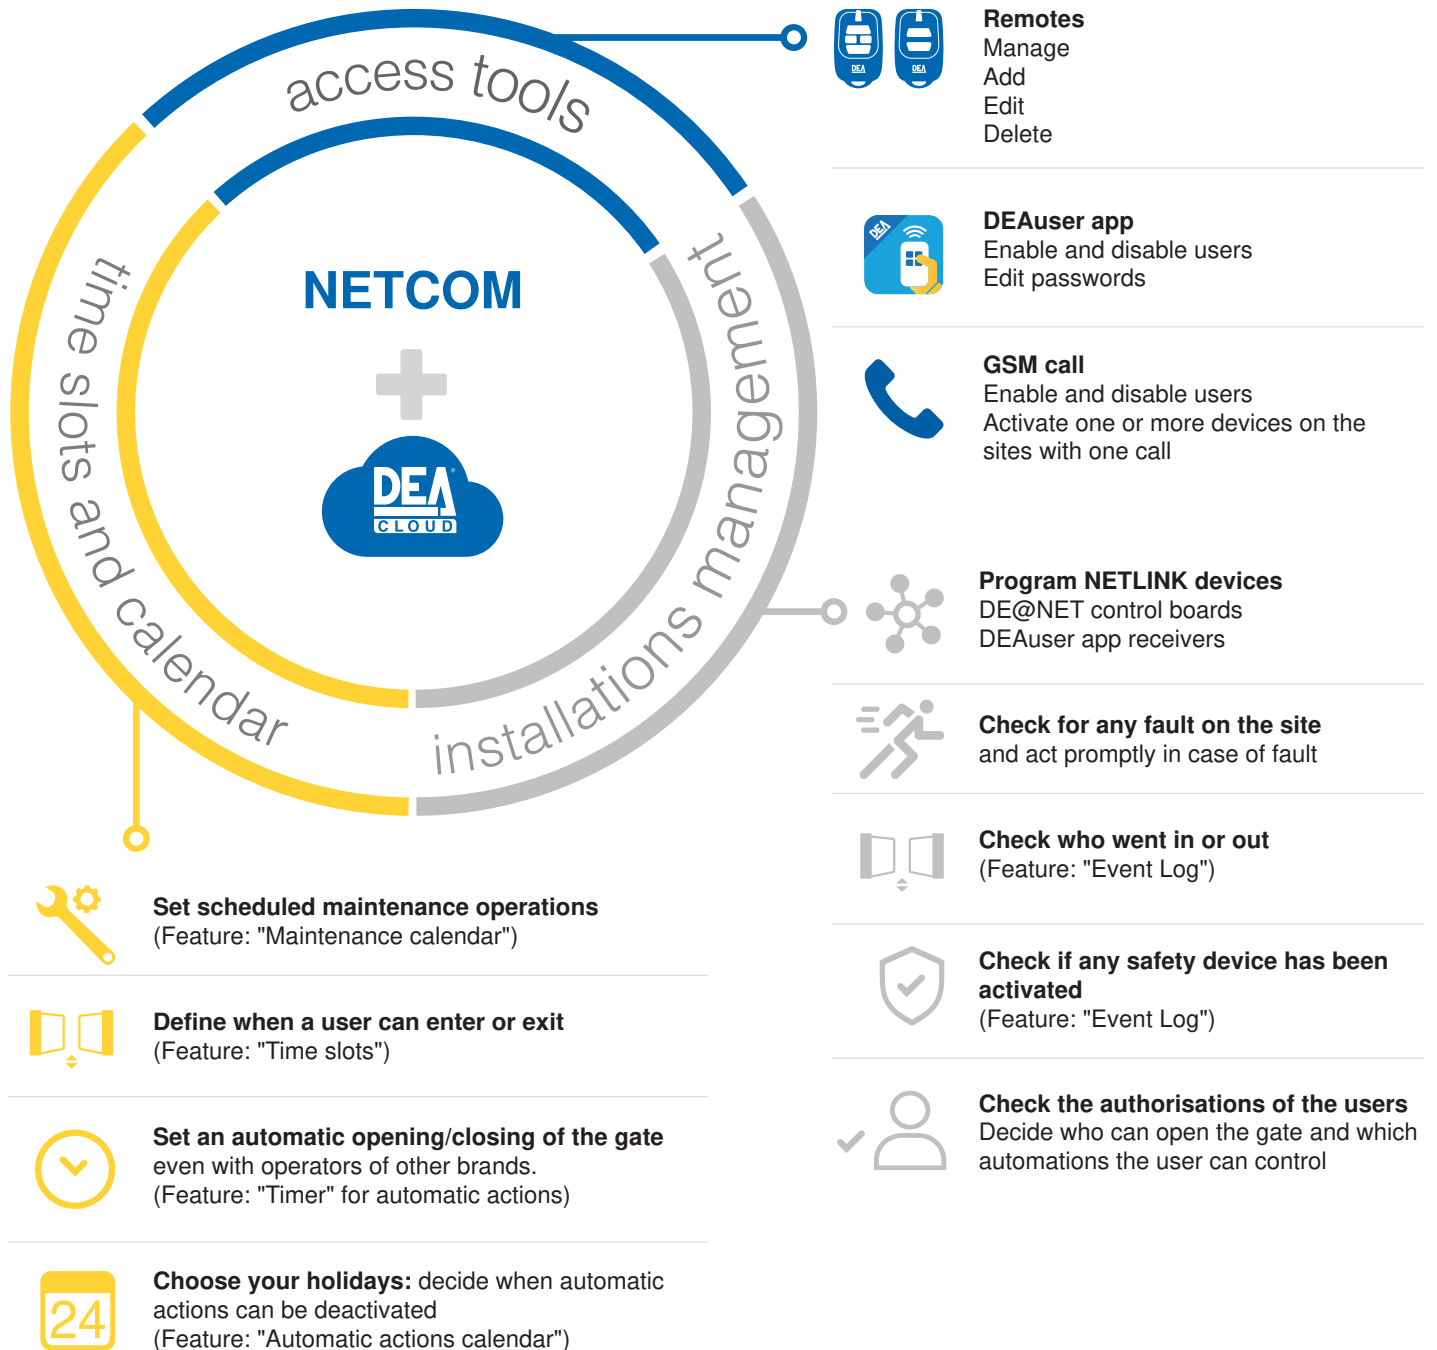 access tools
time slots and calendar
installations management
NETCOM
DEA
CLOUD
DEA
DEA
Remotes
Manage
Add
Edit
Delete
DEA
DEAuser app
Enable and disable users
Edit passwords
GSM call
Enable and disable users
Activate one or more devices on the
sites with one call
Program NETLINK devices
DE@NET control boards
DEAuser app receivers
Check for any fault on the site
and act promptly in case of fault
Check who went in or out
(Feature: "Event Log")
Check if any safety device has been
activated
(Feature: "Event Log")
Check the authorisations of the users
Decide who can open the gate and which
automations the user can control
Set scheduled maintenance operations
(Feature: "Maintenance calendar")
Define when a user can enter or exit
(Feature: "Time slots")
Set an automatic opening/closing of the gate
even with operators of other brands.
(Feature: "Timer" for automatic actions)
24
Choose your holidays: decide when automatic
actions can be deactivated
(Feature: "Automatic actions calendar")